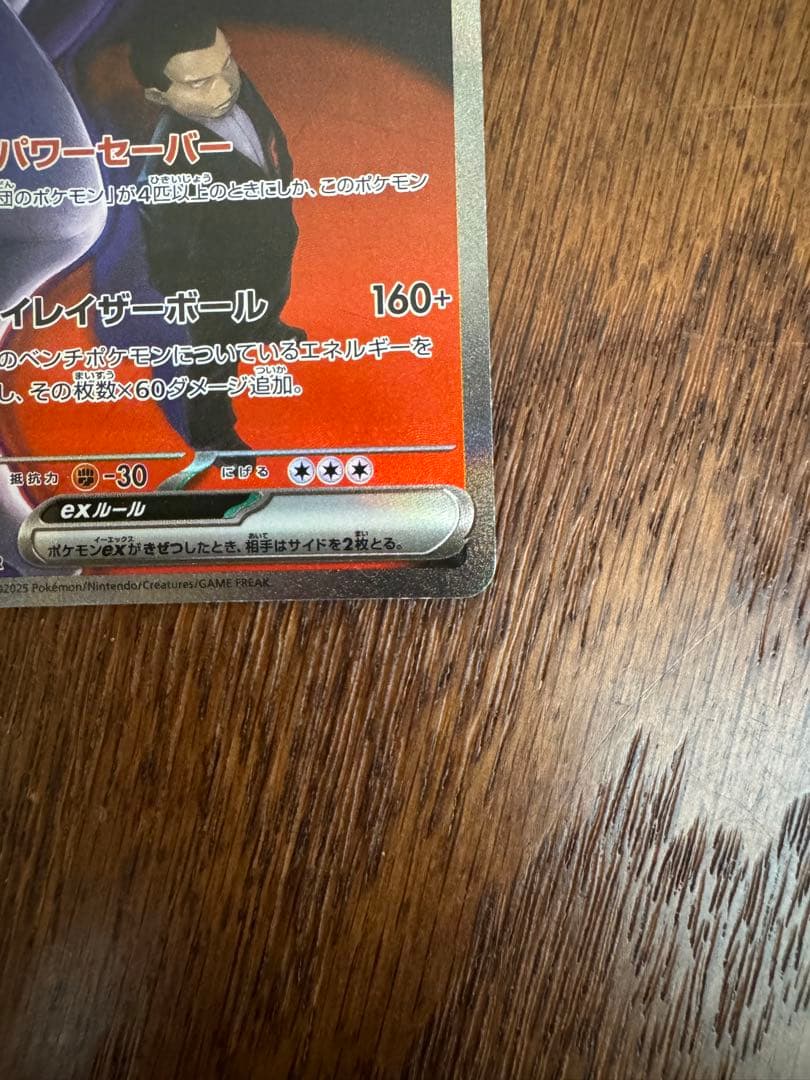 パワーセーバー
団のポケモン」が4匹以上のときにしか、このポケモン
イレイザーボール 160+
のベンチポケモンについているエネルギーを
し、その枚数×60ダメージ追加。
抵抗力 -30 にげる
exルール
ポケモンexがきぜつしたとき、相手はサイドを2枚とる。
©2025 Pokémon/Nintendo/Creatures/GAME FREAK.